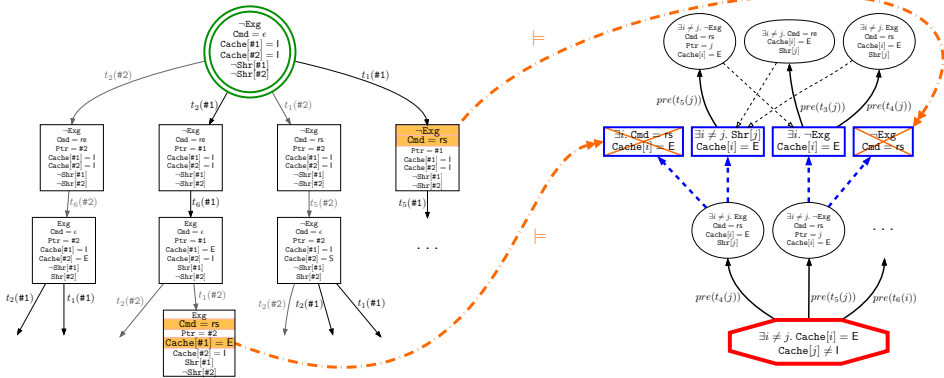 ¬Exg
Cmd = ϵ
Cache[#1] = I
Cache[#2] = I
¬Shr[#1]
¬Shr[#2]
t₂(#2)
t₂(#1)
t₁(#2)
t₁(#1)
¬Exg
Cmd = re
Ptr = #2
Cache[#1] = I
Cache[#2] = I
¬Shr[#1]
¬Shr[#2]
¬Exg
Cmd = re
Ptr = #1
Cache[#1] = I
Cache[#2] = I
¬Shr[#1]
¬Shr[#2]
¬Exg
Cmd = rs
Ptr = #2
Cache[#1] = I
Cache[#2] = I
¬Shr[#1]
¬Shr[#2]
¬Exg
Cmd = rs
Ptr = #1
Cache[#1] = I
Cache[#2] = I
¬Shr[#1]
¬Shr[#2]
t₆(#2)
t₆(#1)
t₅(#2)
t₅(#1)
Exg
Cmd = ϵ
Ptr = #2
Cache[#1] = I
Cache[#2] = E
¬Shr[#1]
Shr[#2]
Exg
Cmd = ϵ
Ptr = #1
Cache[#1] = E
Cache[#2] = I
Shr[#1]
¬Shr[#2]
¬Exg
Cmd = ϵ
Ptr = #2
Cache[#1] = I
Cache[#2] = S
¬Shr[#1]
Shr[#2]
. . .
t₂(#1)
t₁(#1)
t₂(#2)
t₁(#2)
t₂(#2)
t₂(#1)
t₁(#1)
Exg
Cmd = rs
Ptr = #2
Cache[#1] = E
Cache[#2] = I
Shr[#1]
¬Shr[#2]
⊨
⊨
∃i ≠ j. ¬Exg
Cmd = rs
Ptr = j
Cache[i] = E
∃i ≠ j. Cmd = re
Cache[i] = E
Shr[j]
∃i ≠ j. Exg
Cmd = rs
Cache[i] = E
Shr[j]
pre(t₅(j))
pre(t₃(j))
pre(t₄(j))
∃i. Cmd = rs
Cache[i] = E
∃i ≠ j. Shr[j]
Cache[i] = E
∃i. ¬Exg
Cache[i] = E
¬Exg
Cmd = rs
∃i ≠ j. Exg
Cmd = rs
Cache[i] = E
Shr[j]
∃i ≠ j. ¬Exg
Cmd = rs
Ptr = j
Cache[i] = E
. . .
pre(t₄(j))
pre(t₅(j))
pre(t₆(i))
∃i ≠ j. Cache[i] = E
Cache[j] ≠ I